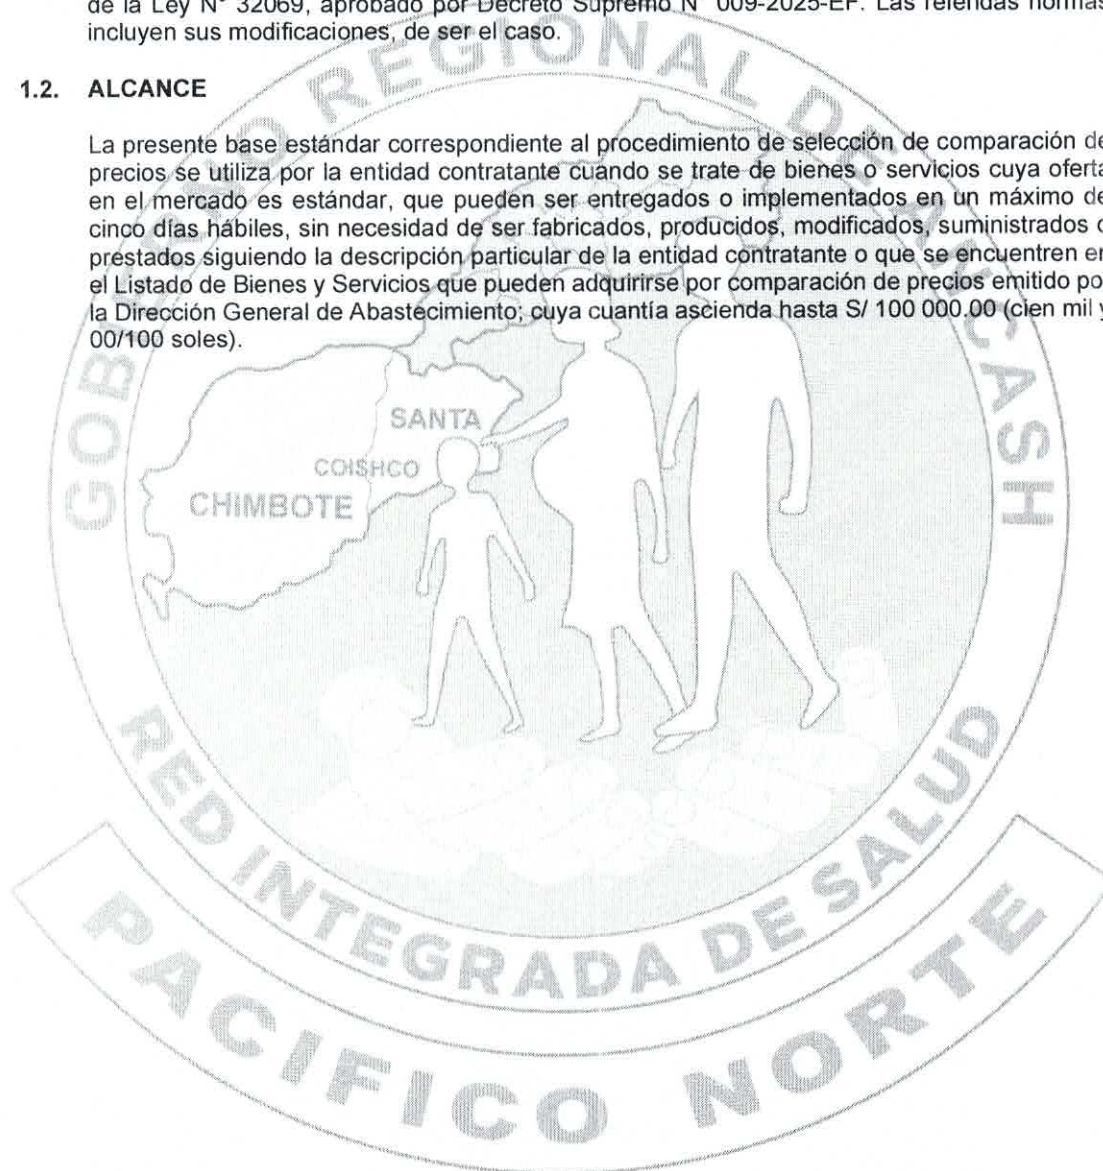 de la Ley N° 32069, aprobado por Decreto Supremo N° 009-2025-EF. Las referidas normas
incluyen sus modificaciones, de ser el caso.
1.2. ALCANCE
La presente base estándar correspondiente al procedimiento de selección de comparación de
precios se utiliza por la entidad contratante cuando se trate de bienes o servicios cuya oferta
en el mercado es estándar, que pueden ser entregados o implementados en un máximo de
cinco días hábiles, sin necesidad de ser fabricados, producidos, modificados, suministrados o
prestados siguiendo la descripción particular de la entidad contratante o que se encuentren en
el Listado de Bienes y Servicios que pueden adquirirse por comparación de precios emitido por
la Dirección General de Abastecimiento; cuya cuantía ascienda hasta S/ 100 000.00 (cien mil y
00/100 soles).
GOBIERNO REGIONAL DE ANCASH
SANTA
COISHCO
CHIMBOTE
RED INTEGRADA DE SALUD
PACIFICO NORTE